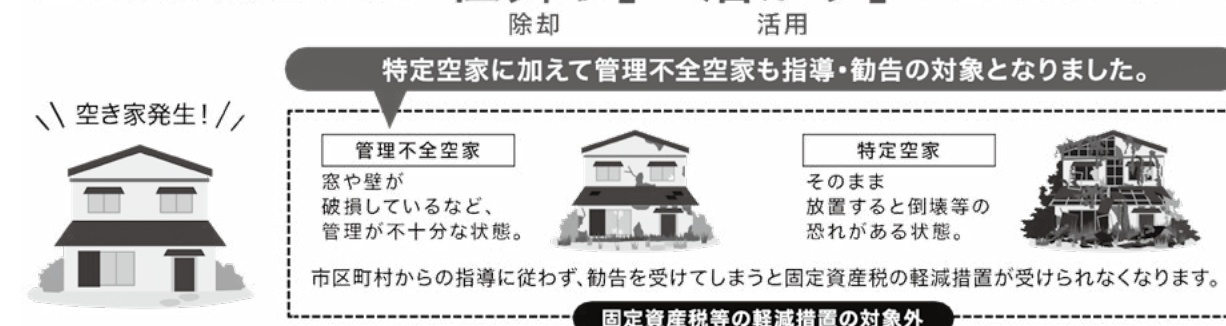 除却
活用
特定空家に加えて管理不全空家も指導・勧告の対象となりました。
空き家発生!
管理不全空家
窓や壁が
破損しているなど、
管理が不十分な状態。
特定空家
そのまま
放置すると倒壊等の
恐れがある状態。
市区町村からの指導に従わず、勧告を受けてしまうと固定資産税の軽減措置が受けられなくなります。
固定資産税等の軽減措置の対象外